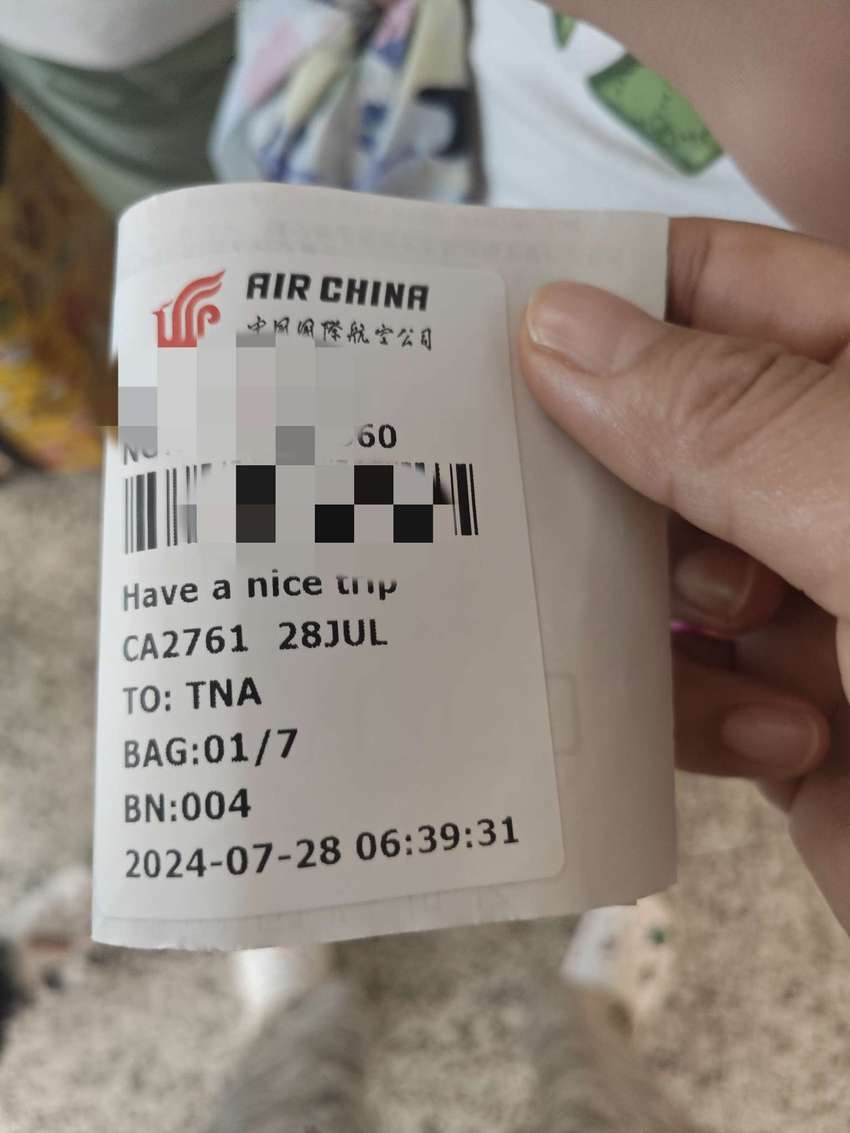 AIR CHINA
中国国際航空公司
60
Have a nice trip
CA2761 28JUL
TO: TNA
BAG:01/7
BN:004
2024-07-28 06:39:31